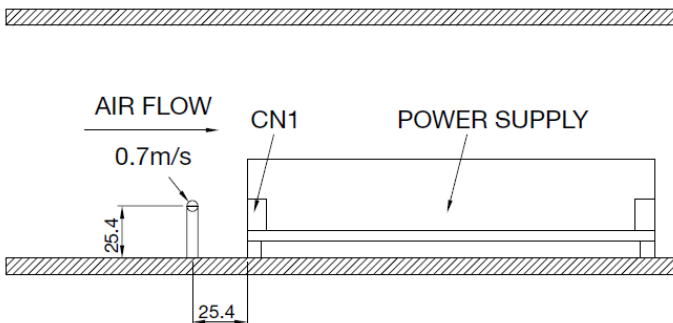 AIR FLOW
CN1
POWER SUPPLY
0.7m/s
25.4
25.4